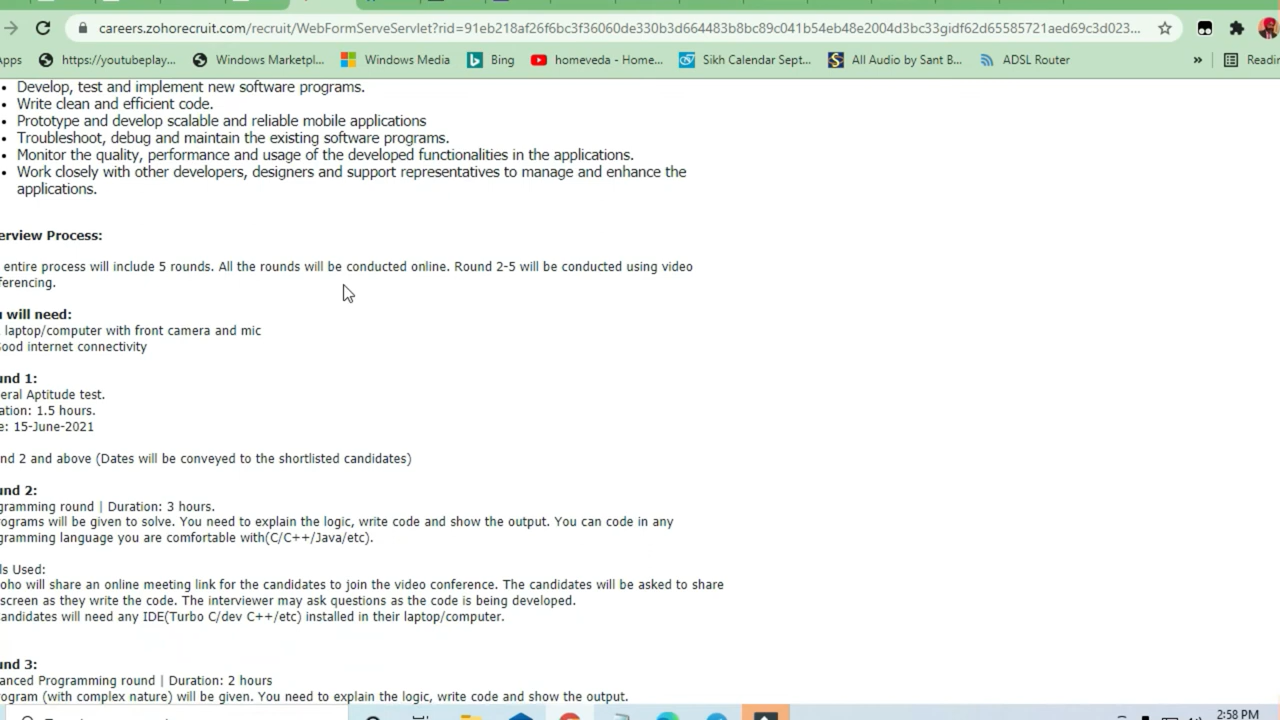 careers.zohorecruit.com/recruit/WebFormServeServlet?rid=91eb218af26f6bc3f36060de330b3d664483b8bc89c041b54eb48e2004d3bc33gidf62d65585721aed69c3d023...
pps https://youtubeplay... Windows Marketpl... Windows Media Bing homeveda - Home... Sikh Calendar Sept... All Audio by Sant B... ADSL Router » Readin
• Develop, test and implement new software programs.
• Write clean and efficient code.
• Prototype and develop scalable and reliable mobile applications
• Troubleshoot, debug and maintain the existing software programs.
• Monitor the quality, performance and usage of the developed functionalities in the applications.
• Work closely with other developers, designers and support representatives to manage and enhance the
applications.
erview Process:
entire process will include 5 rounds. All the rounds will be conducted online. Round 2-5 will be conducted using video
ferencing.
u will need:
laptop/computer with front camera and mic
Good internet connectivity
und 1:
eral Aptitude test.
ation: 1.5 hours.
e: 15-June-2021
nd 2 and above (Dates will be conveyed to the shortlisted candidates)
und 2:
gramming round | Duration: 3 hours.
rograms will be given to solve. You need to explain the logic, write code and show the output. You can code in any
gramming language you are comfortable with(C/C++/Java/etc).
ls Used:
oho will share an online meeting link for the candidates to join the video conference. The candidates will be asked to share
screen as they write the code. The interviewer may ask questions as the code is being developed.
andidates will need any IDE(Turbo C/dev C++/etc) installed in their laptop/computer.
und 3:
anced Programming round | Duration: 2 hours
rogram (with complex nature) will be given. You need to explain the logic, write code and show the output.
2:58 PM